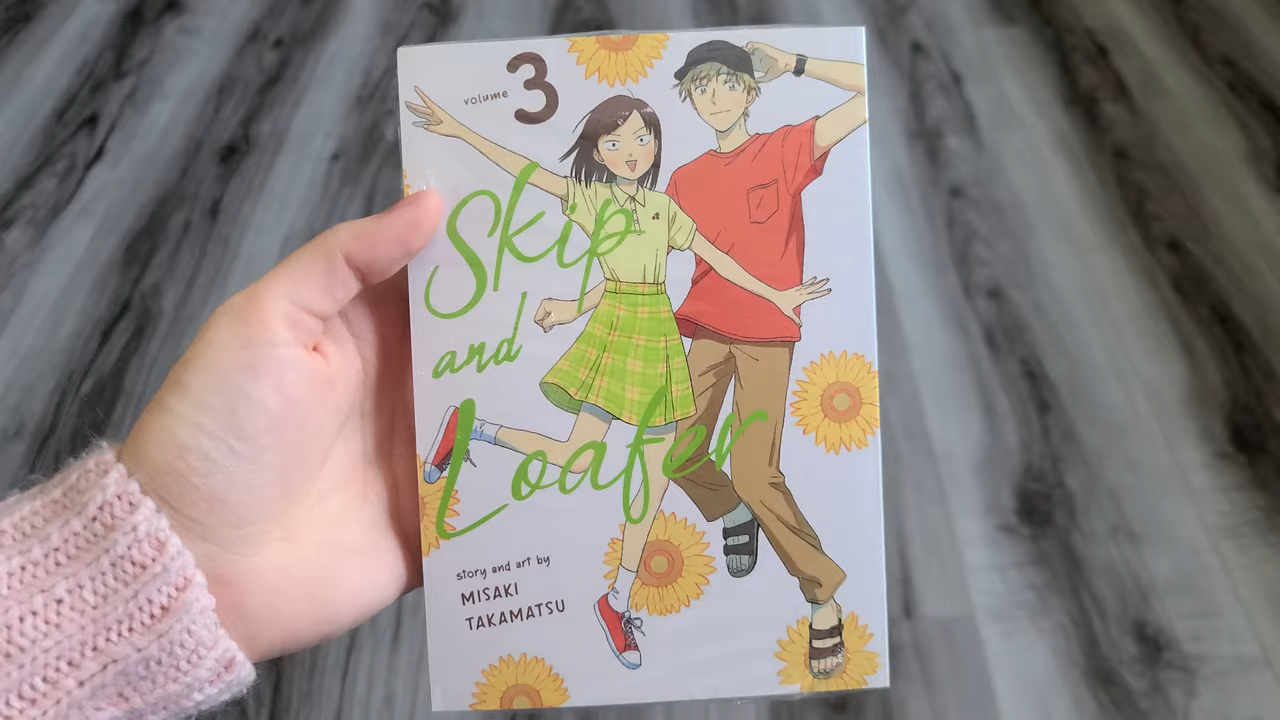 volume 3
Skip
and
Loafer
story and art by
MISAKI
TAKAMATSU